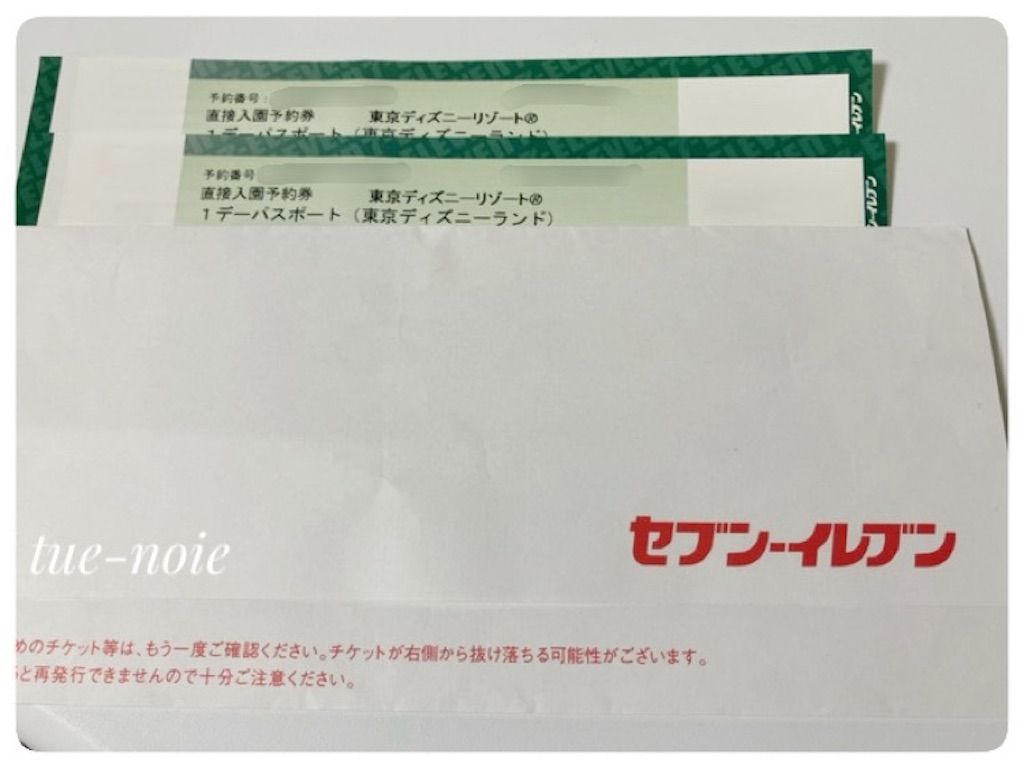 7-ELEVEN
予約番号:
直接入園予約券 東京ディズニーリゾート®
1デーパスポート(東京ディズニーランド)
予約番号
直接入園予約券 東京ディズニーリゾート®
1デーパスポート(東京ディズニーランド)
tue-noie
セブン-イレブン
めのチケット等は、もう一度ご確認ください。チケットが右側から抜け落ちる可能性がございます。
ると再発行できませんので十分ご注意ください。